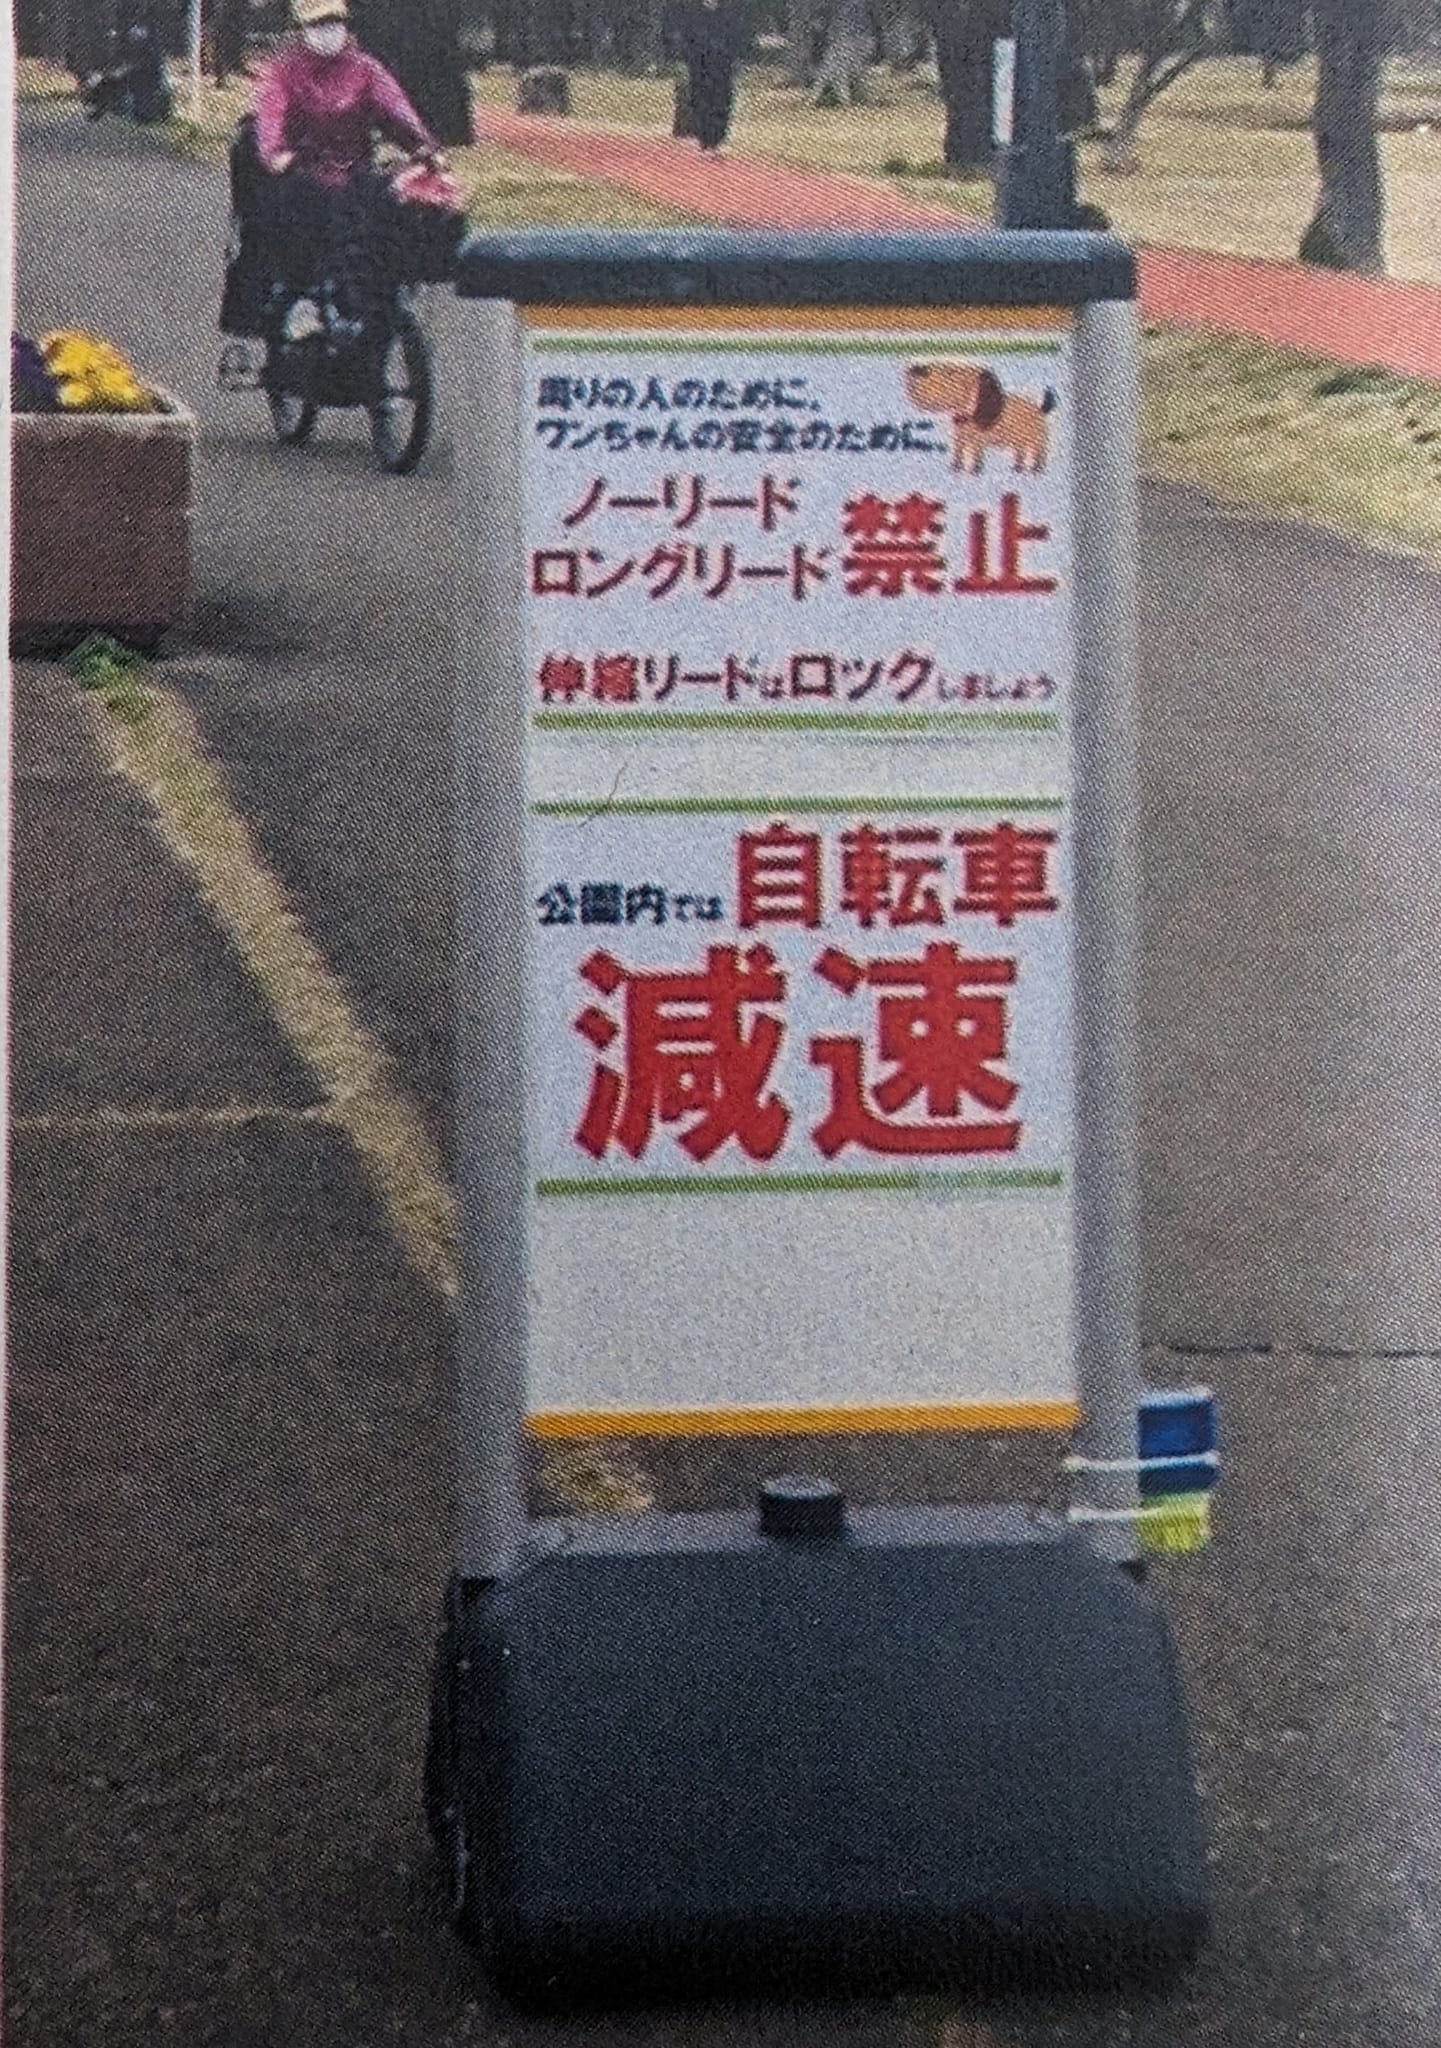 周りの人のために、
ワンちゃんの安全のために、
ノーリード
ロングリード 禁止
伸縮リードはロックしましょう
公園内では 自転車
減速